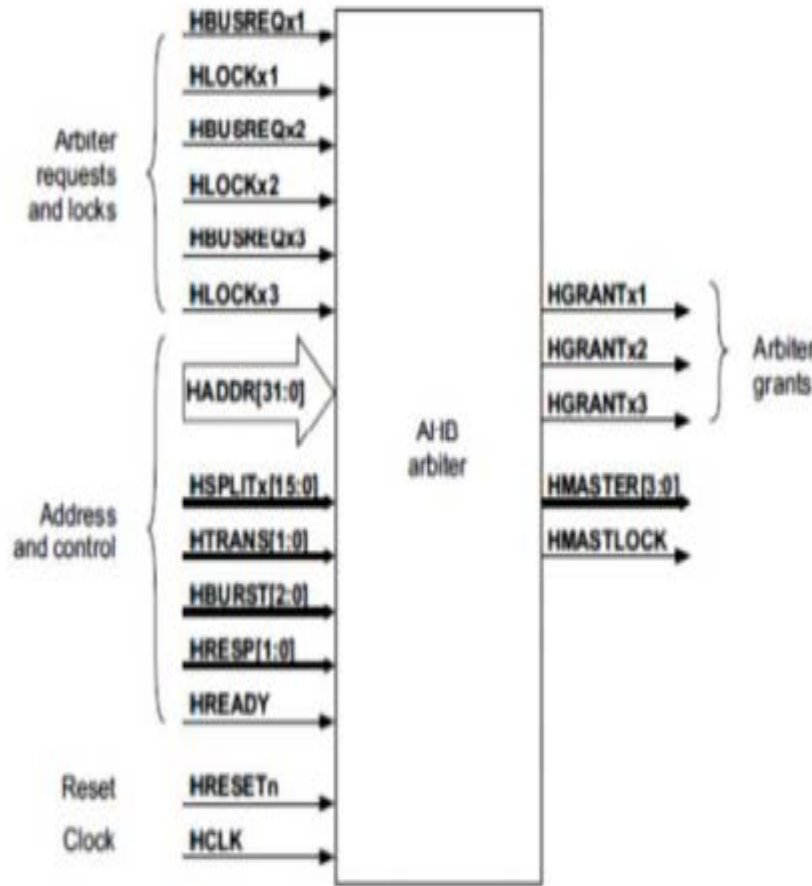 HBUSREQx1
HLOCKx1
HBUSREQx2
HLOCKx2
HBUSREQx3
HLOCKx3
Arbiter
requests
and locks
HADDR[31:0]
HSPLITx[15:0]
HTRANS[1:0]
HBURST[2:0]
HRESP[1:0]
HREADY
Address
and control
Reset
HRESETn
Clock
HCLK
AHB
arbiter
HGRANTx1
HGRANTx2
HGRANTx3
Arbiter
grants
HMASTER[3:0]
HMASTLOCK